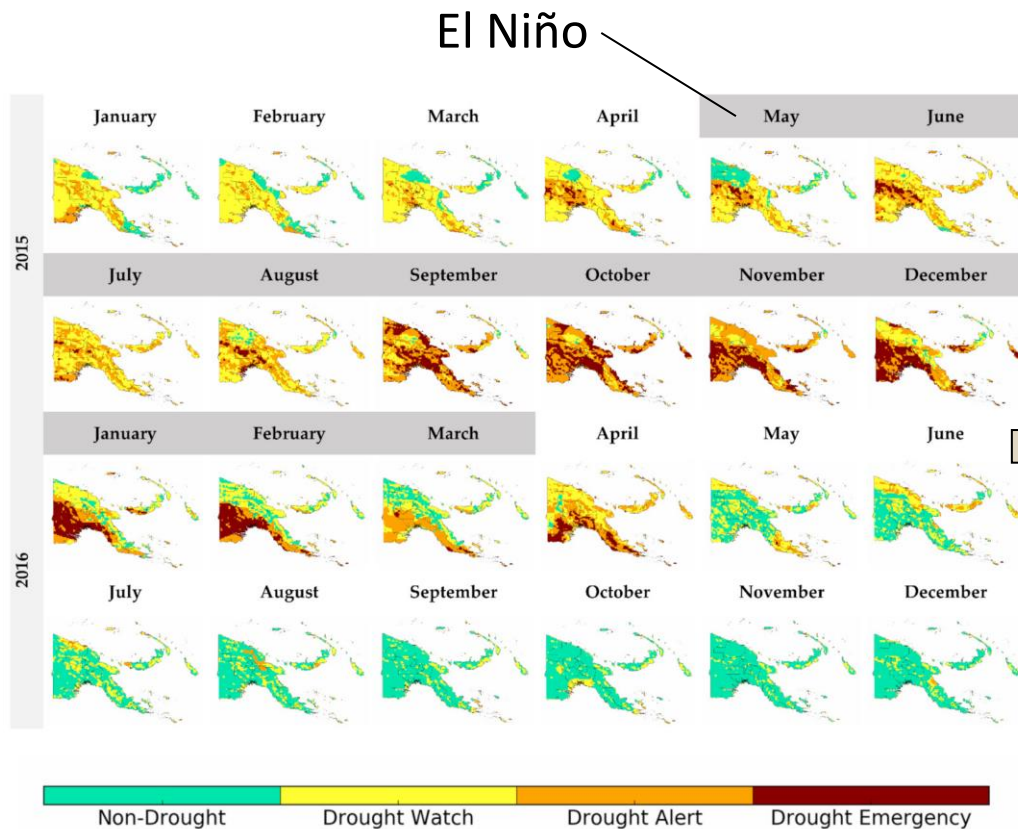 El Niño
January February March April May June
2015
July August September October November December
January February March April May June
2016
July August September October November December
Non-Drought Drought Watch Drought Alert Drought Emergency